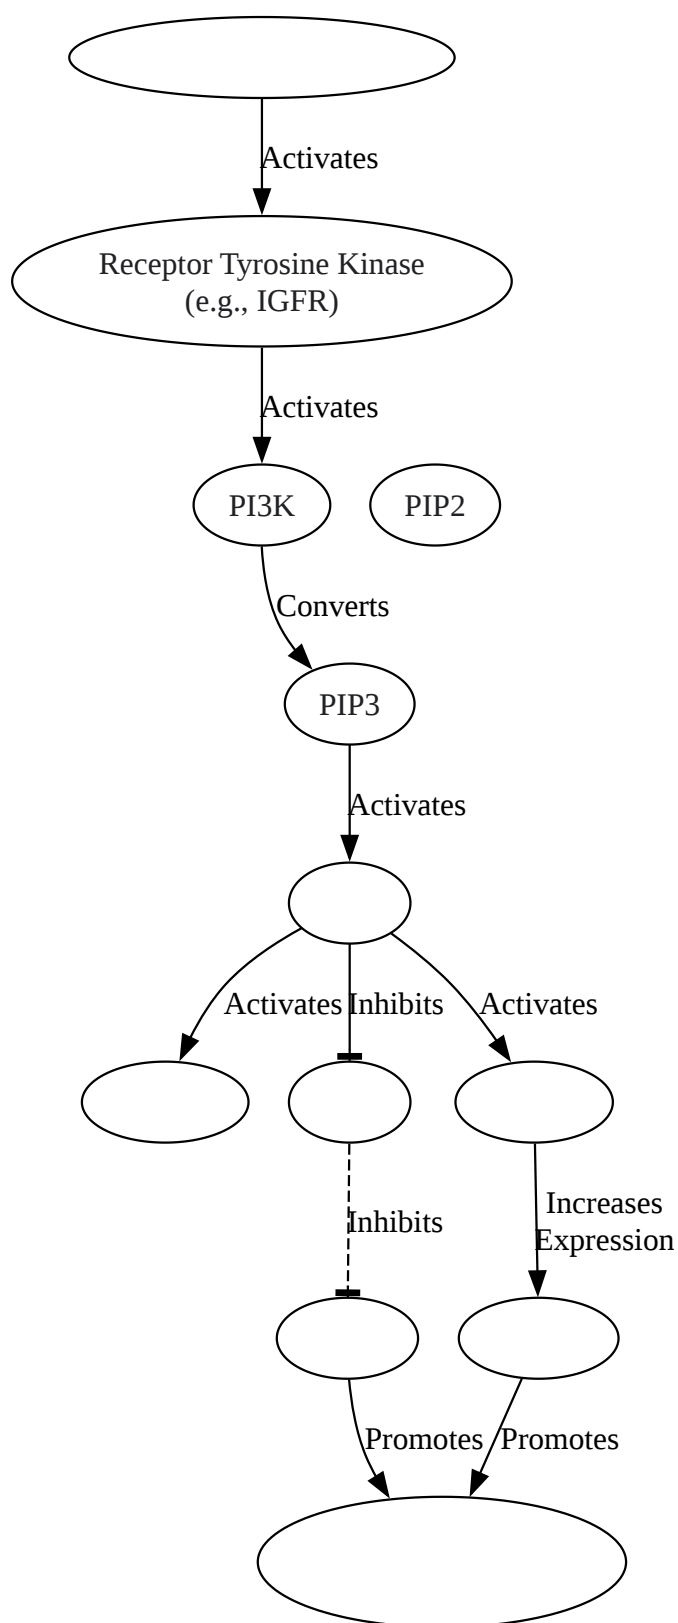 Activates
Receptor Tyrosine Kinase
(e.g., IGFR)
Activates
PI3K
PIP2
Converts
PIP3
Activates
Activates
Inhibits
Activates
Inhibits
Increases
Expression
Promotes
Promotes